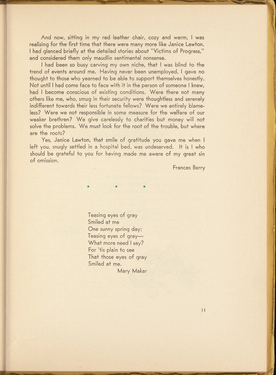 And now, sitting in my red leather chair, cozy and warm, I was
realizing for the first time that there were many more like Janice Lawton.
I had glanced briefly at the detailed stories about "Victims of Progress,"
and considered them only maudlin sentimental nonsense.
I had been so busy carving my own niche, that I was blind to the
trend of events around me. Having never been unemployed, I gave no
thought to those who yearned to be able to support themselves honestly.
Not until I had come face to face with it in the person of someone I knew,
had I become conscious of existing conditions. Were there not many
others like me, who, smug in their security were thoughtless and serenely
indifferent towards their less fortunate fellows? Were we entirely blame-
less? Were we not responsible in some measure for the welfare of our
weaker brethren? We give carelessly to charities but money will not
solve the problems. We must look for the root of the trouble, but where
are the roots?
Yes, Janice Lawton, that smile of gratitude you gave me when I
left you, snugly settled in a hospital bed, was undeserved. It is I who
should be grateful to you for having made me aware of my great sin
of omission.
Frances Berry
Teasing eyes of gray
Smiled at me
One sunny spring day;
Teasing eyes of gray—
What more need I say?
For 'tis plain to see
That those eyes of gray
Smiled at me.
Mary Makar
11